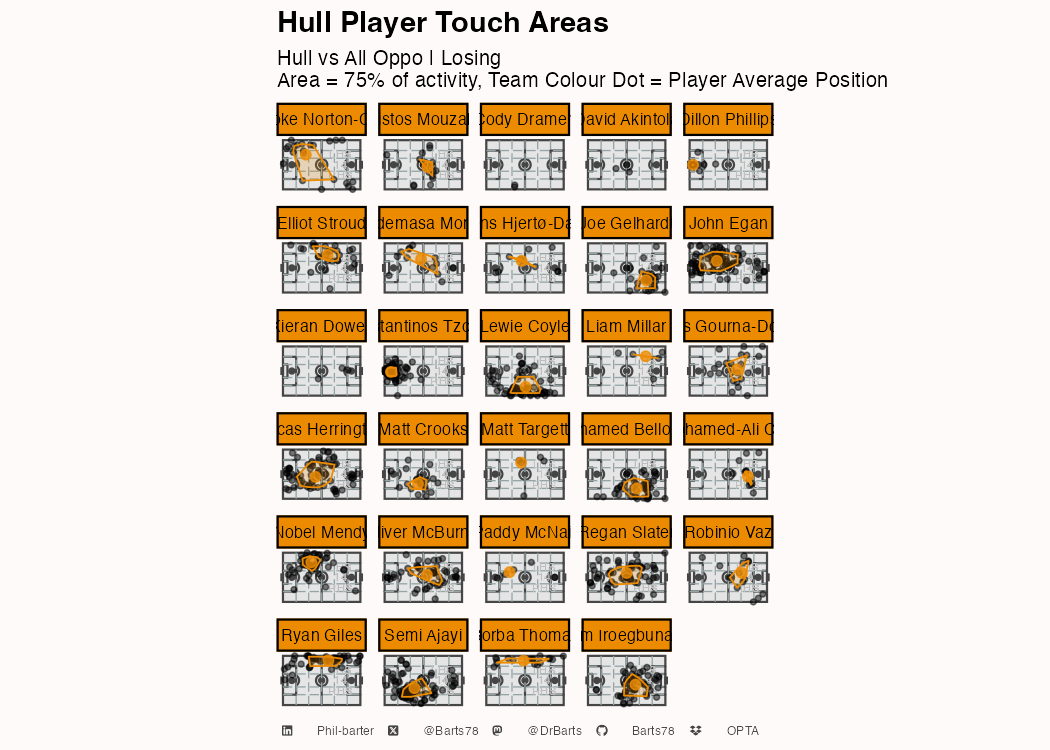 Hull Player Touch Areas
Hull vs All Oppo | Losing
Area = 75% of activity, Team Colour Dot = Player Average Position
oke Norton-C stos Mouzal Cody Drame David Akintol Dillon Phillips
Elliot Stroud demasa Mor ns Hjertø-Da Joe Gelhard John Egan
Kieran Dowe tantinos Tzo Lewie Coyle Liam Millar s Gourna-Do
cas Herringt Matt Crooks Matt Targett hamed Bello hamed-Ali C
Nobel Mendy iver McBurn Paddy McNa Regan Slate Robinio Vaz
Ryan Giles Semi Ajayi orba Thoma m Iroegbuna
Phil-barter @Barts78 @DrBarts Barts78 OPTA